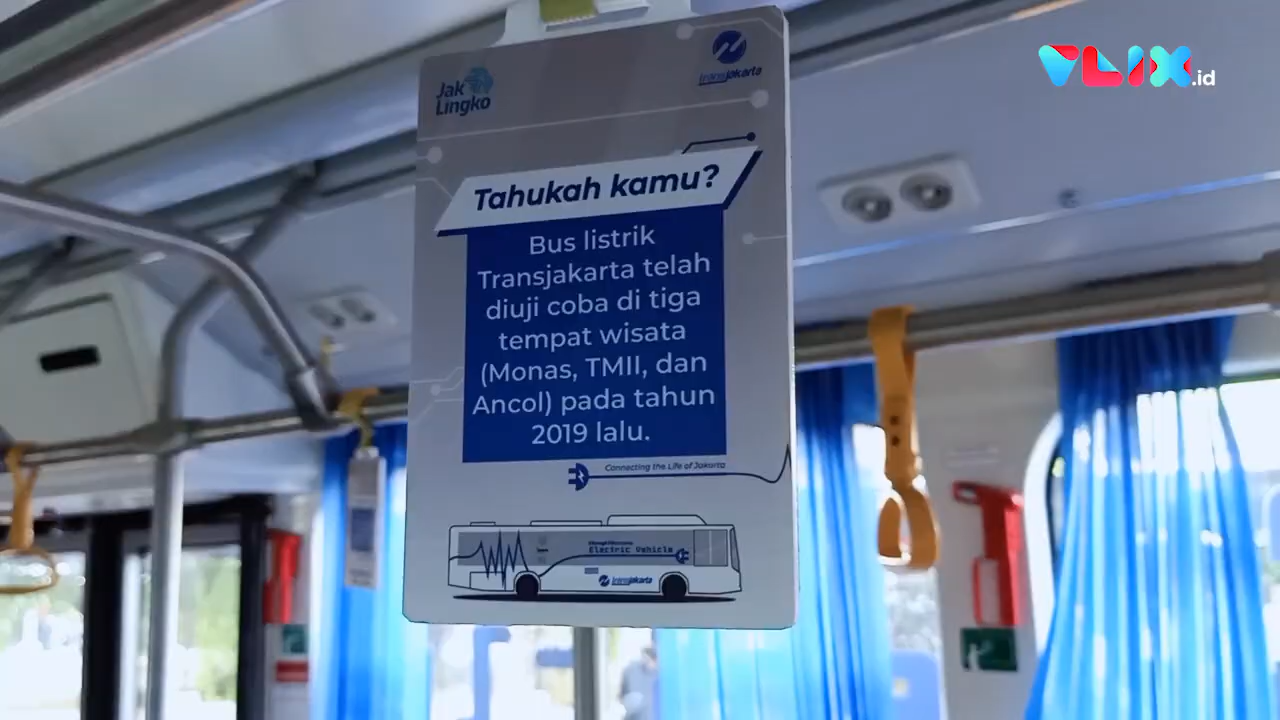 VLIX.id
Jak
Lingko
transjakarta
Tahukah kamu?
Bus listrik
Transjakarta telah
diuji coba di tiga
tempat wisata
(Monas, TMII, dan
Ancol) pada tahun
2019 lalu.
Connecting the Life of Jakarta
Electric Vehicle
transjakarta